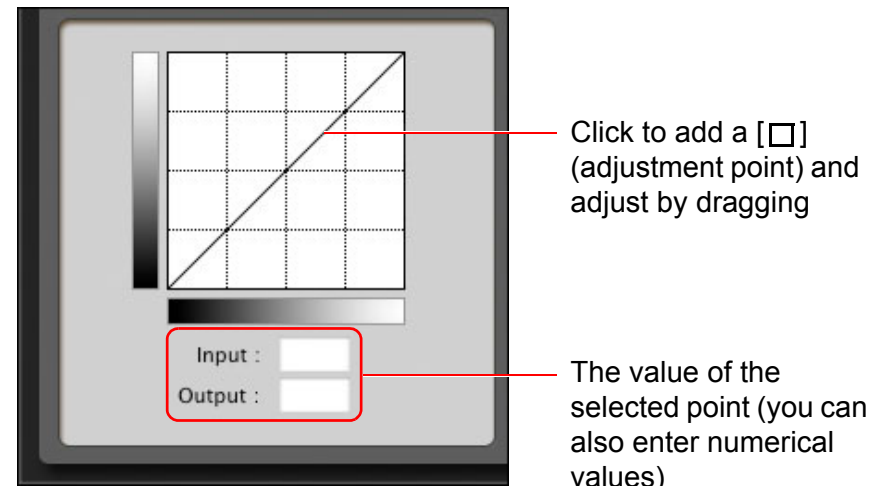 Click to add a [□]
(adjustment point) and
adjust by dragging
Input :
Output :
The value of the
selected point (you can
also enter numerical
values)